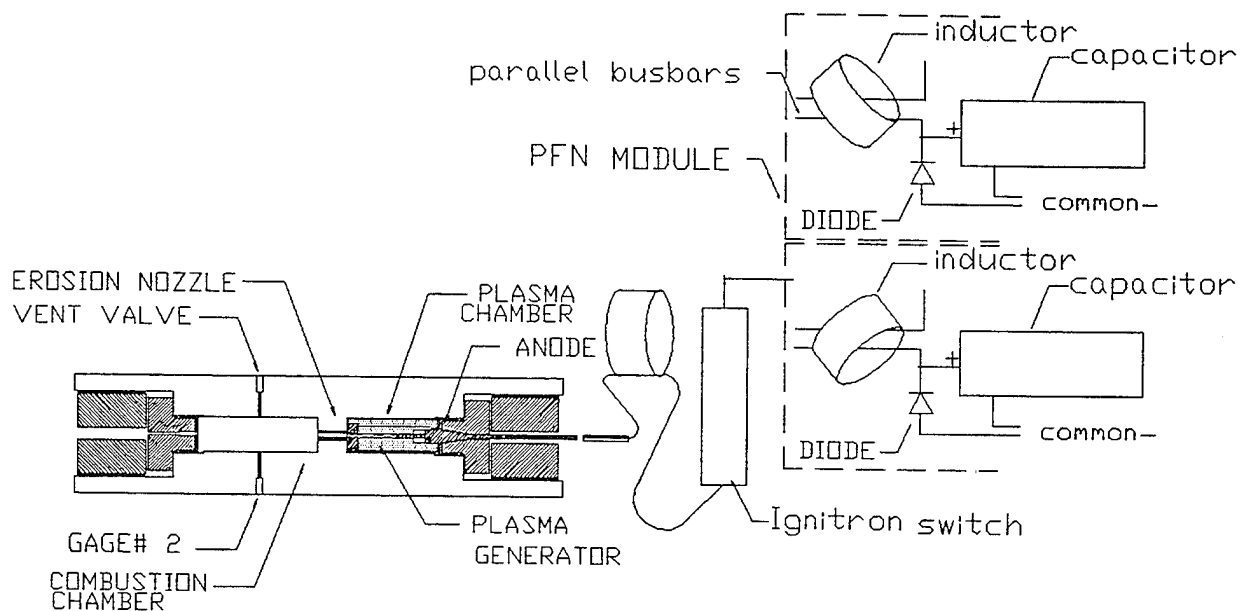 inductor
capacitor
parallel busbars
+
PFN MODULE
DIODE
common-
inductor
capacitor
EROSION NOZZLE
VENT VALVE
PLASMA
CHAMBER
ANODE
+
DIODE
common-
GAGE# 2
COMBUSTION
CHAMBER
PLASMA
GENERATOR
Ignitron switch